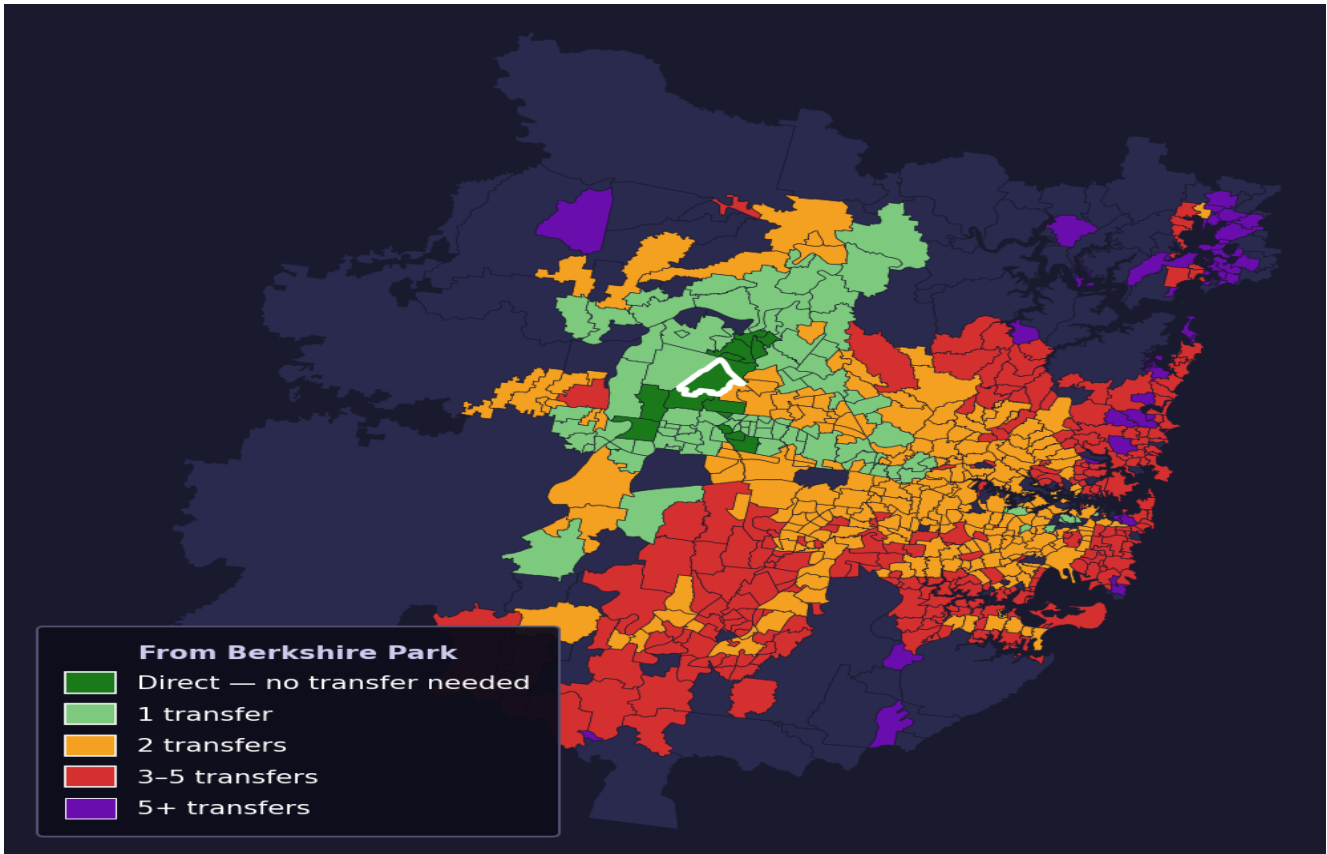 From Berkshire Park
Direct — no transfer needed
1 transfer
2 transfers
3–5 transfers
5+ transfers